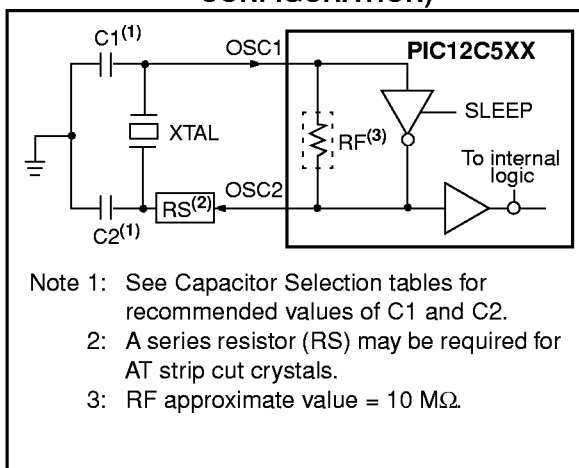 CONFIGURATION)
C1(1)
OSC1
PIC12C5XX
SLEEP
XTAL
RF(3)
To internal
logic
OSC2
RS(2)
C2(1)
Note 1: See Capacitor Selection tables for
recommended values of C1 and C2.
2: A series resistor (RS) may be required for
AT strip cut crystals.
3: RF approximate value = 10 MΩ.